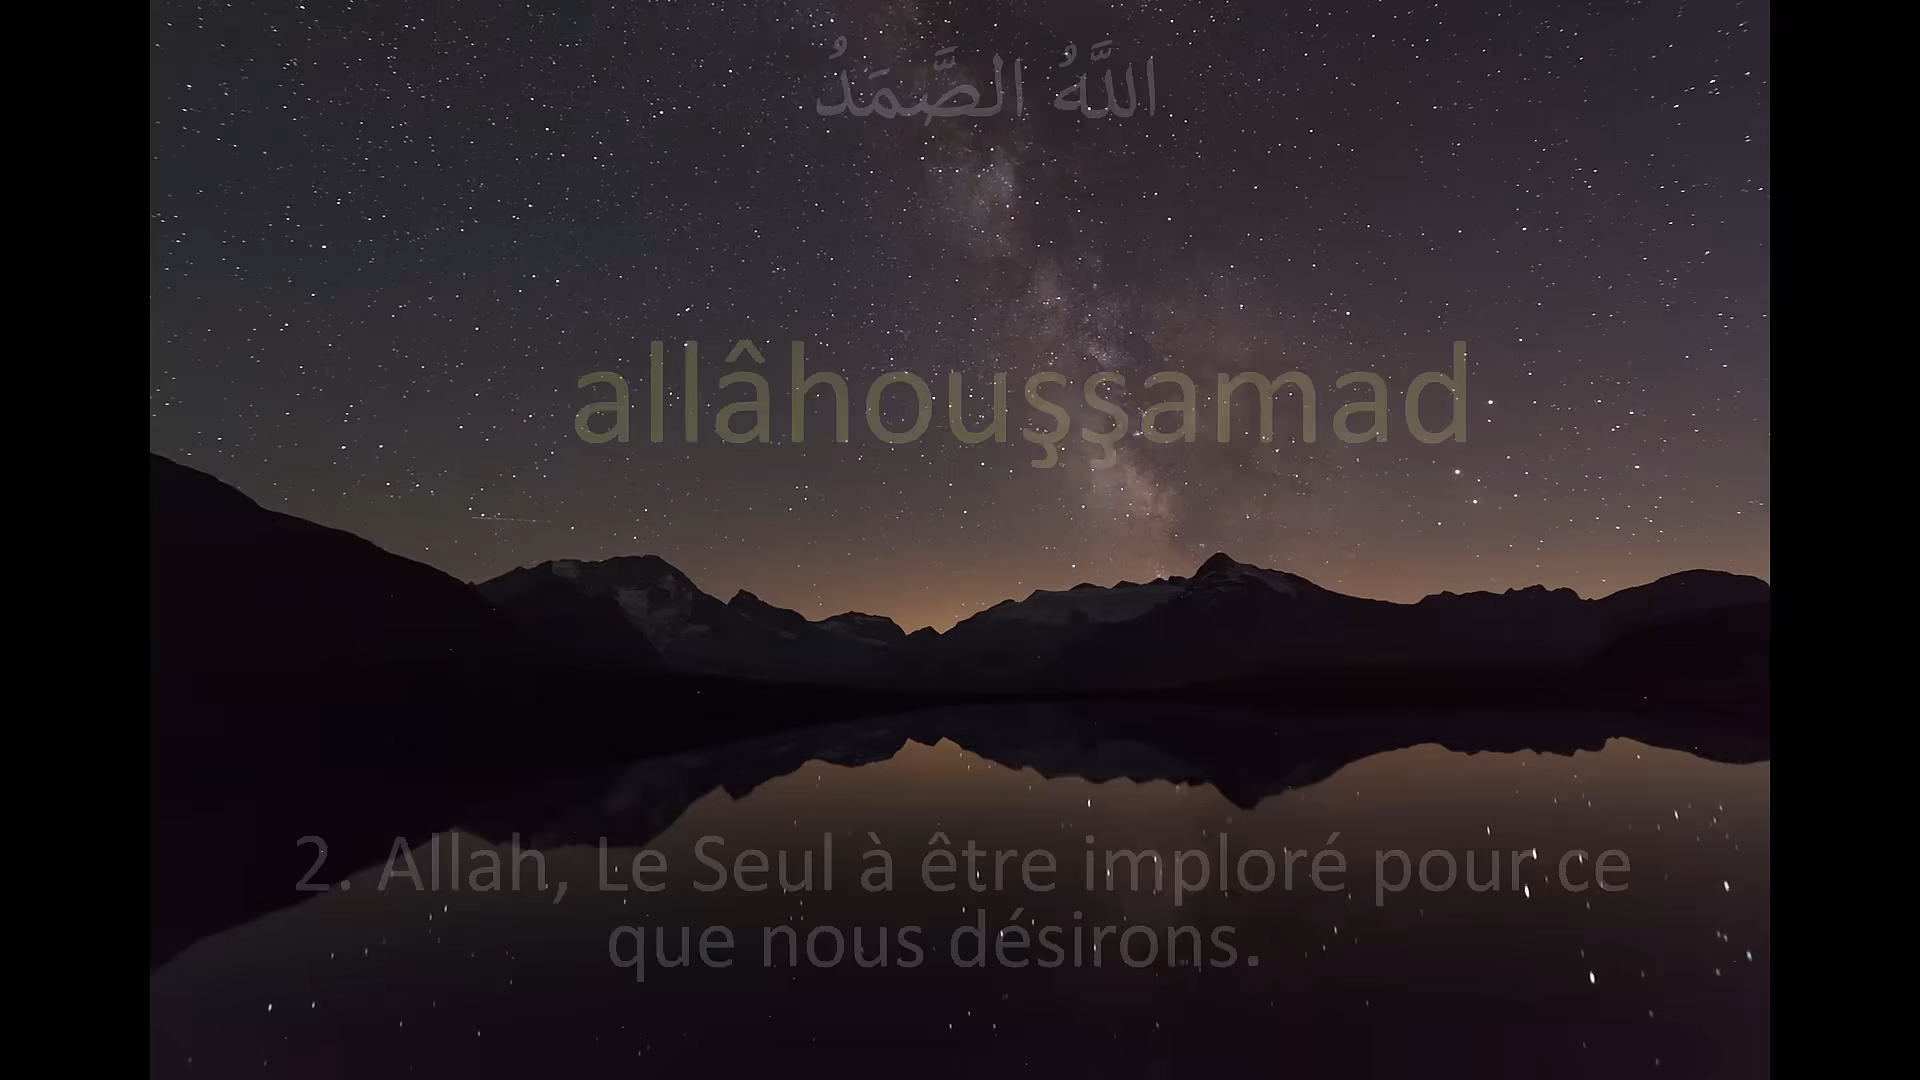 اللَّهُ الصَّمَدُ
allâhouşşamad
2. Allah, Le Seul à être imploré pour ce
que nous désirons.